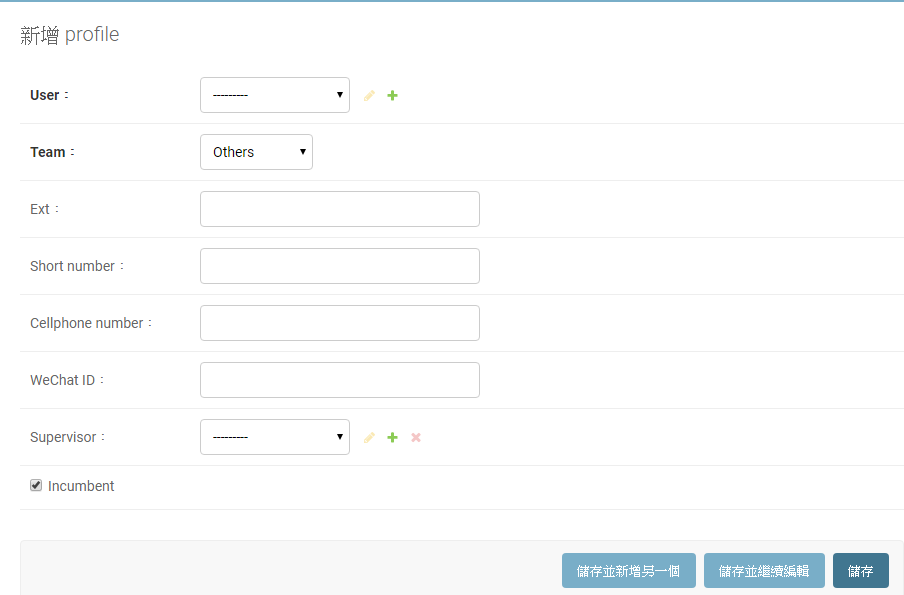 新增 profile
User：
---------
Team：
Others
Ext：
Short number：
Cellphone number：
WeChat ID：
Supervisor：
---------
Incumbent
儲存並新增另一個 儲存並繼續編輯 儲存